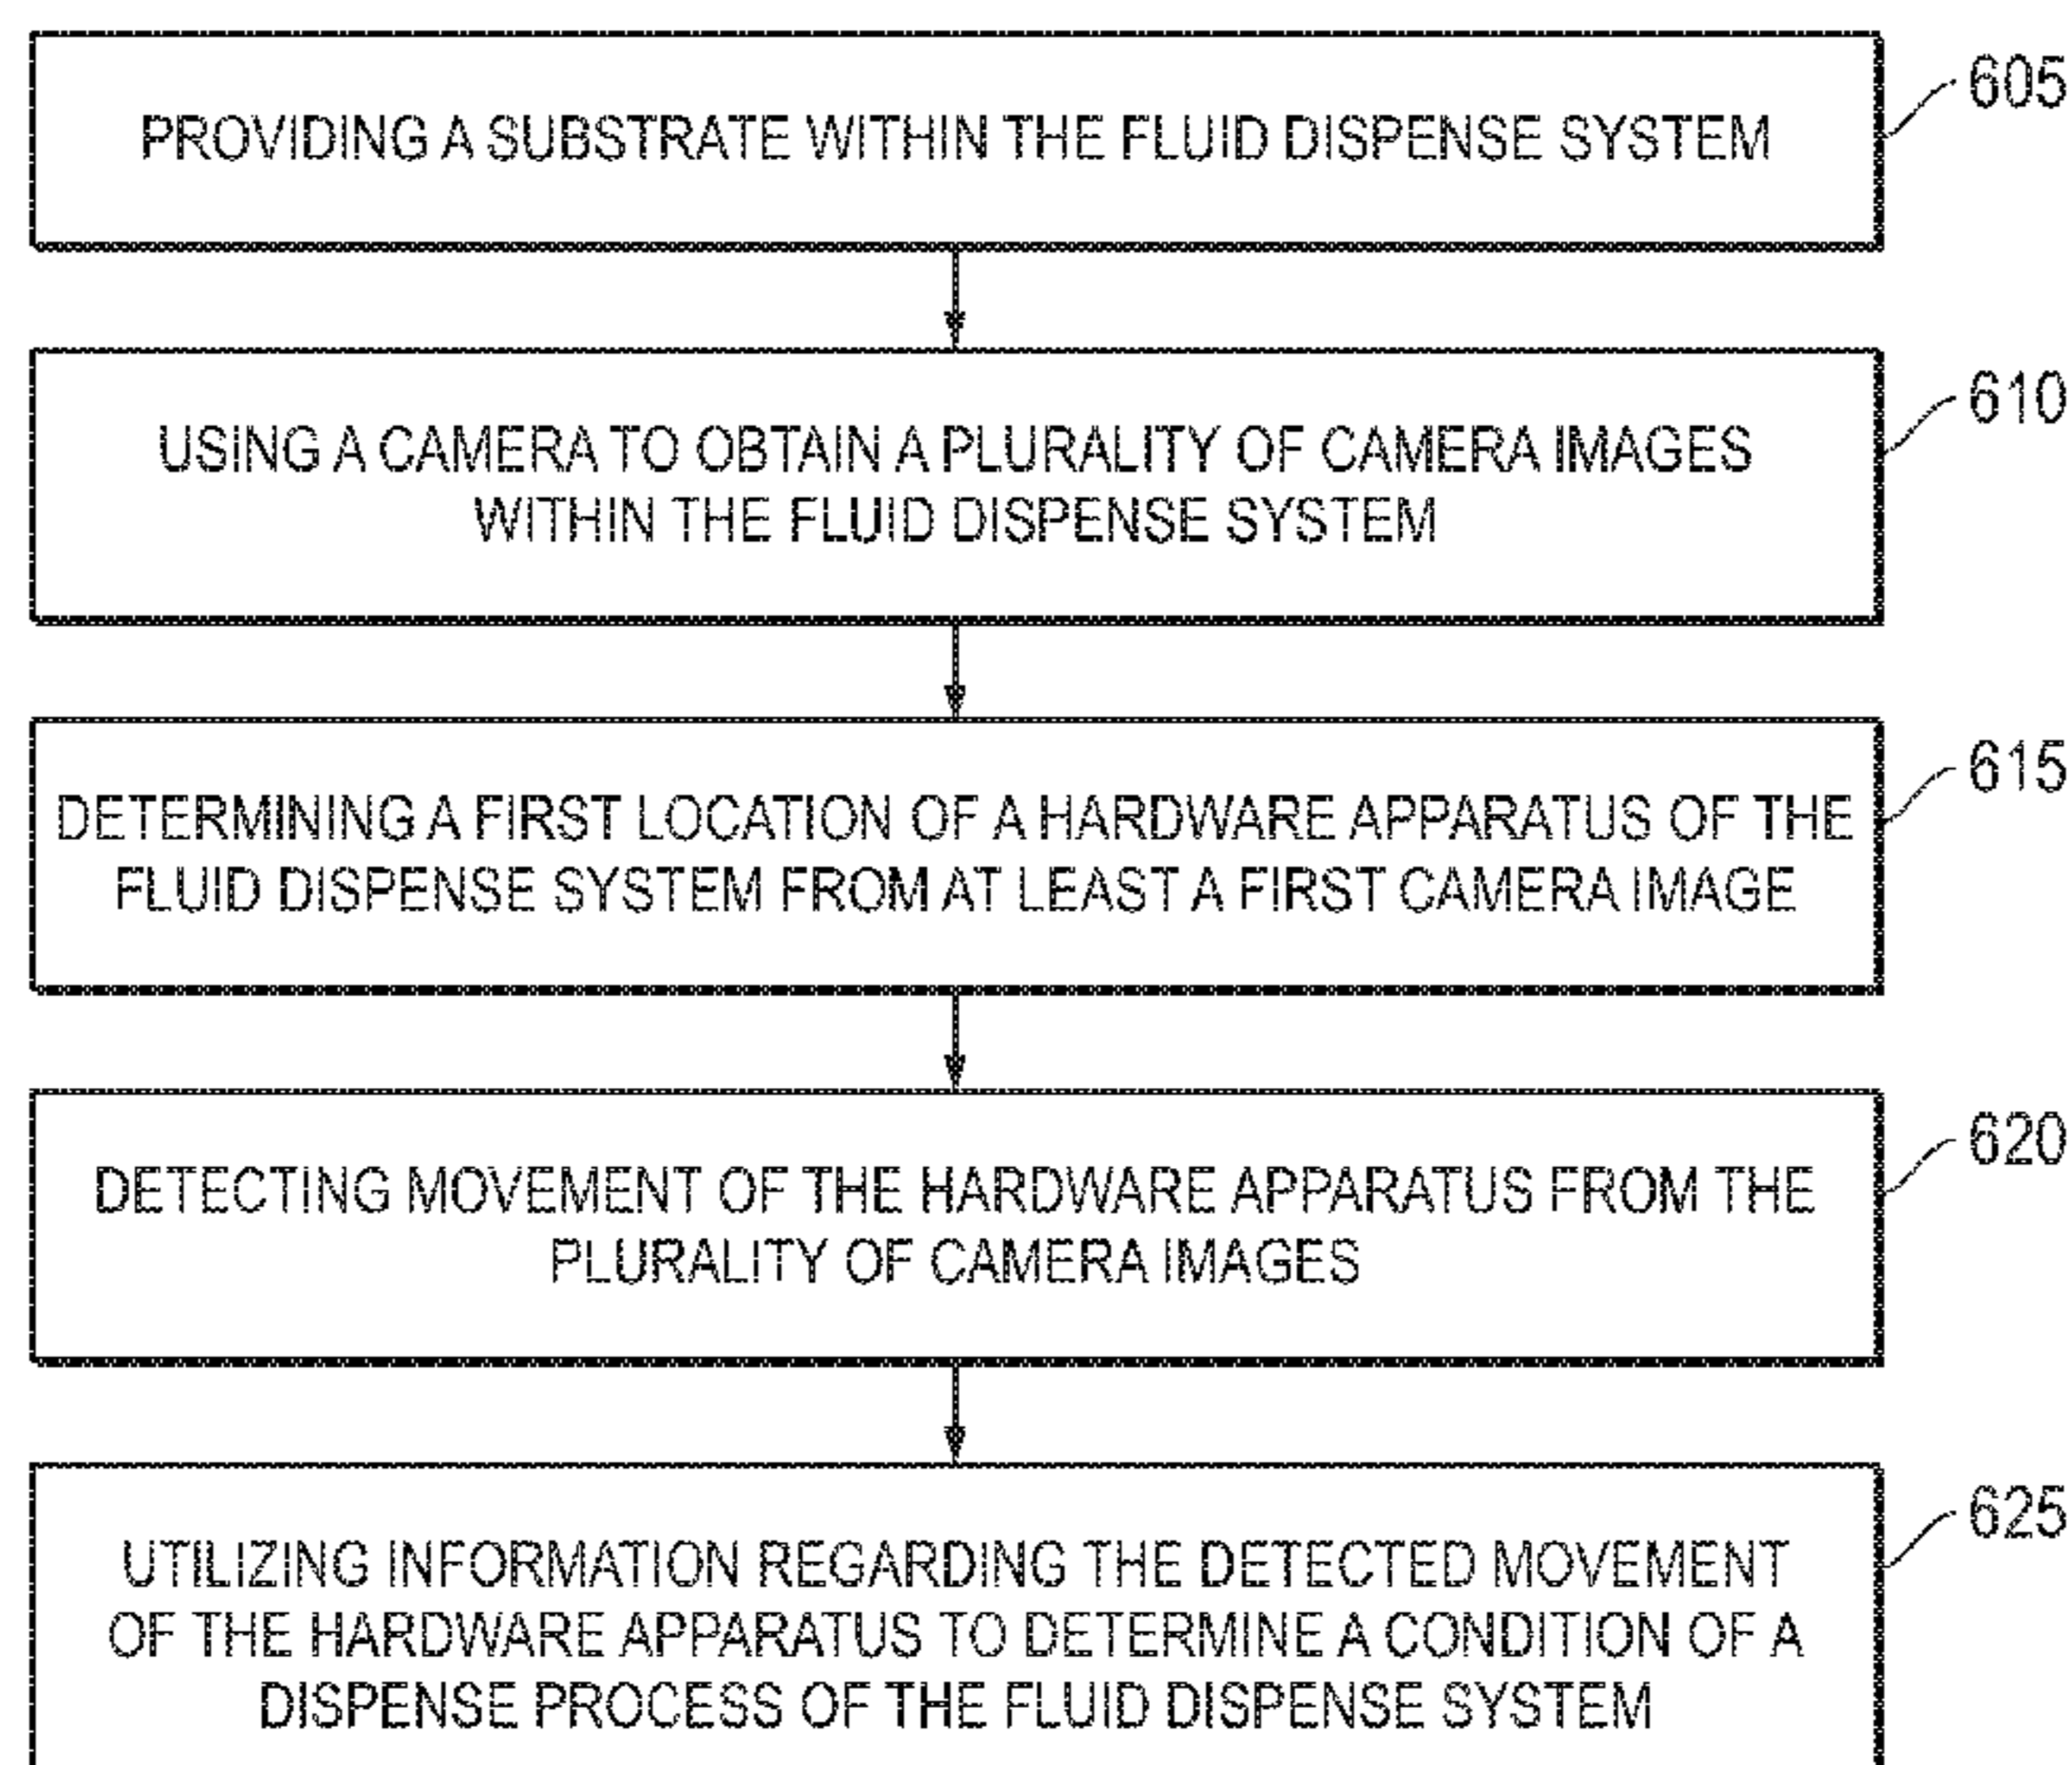 PROVIDING A SUBSTRATE WITHIN THE FLUID DISPENSE SYSTEM
605
USING A CAMERA TO OBTAIN A PLURALITY OF CAMERA IMAGES
WITHIN THE FLUID DISPENSE SYSTEM
610
DETERMINING A FIRST LOCATION OF A HARDWARE APPARATUS OF THE
FLUID DISPENSE SYSTEM FROM AT LEAST A FIRST CAMERA IMAGE
615
DETECTING MOVEMENT OF THE HARDWARE APPARATUS FROM THE
PLURALITY OF CAMERA IMAGES
620
UTILIZING INFORMATION REGARDING THE DETECTED MOVEMENT
OF THE HARDWARE APPARATUS TO DETERMINE A CONDITION OF A
DISPENSE PROCESS OF THE FLUID DISPENSE SYSTEM
625